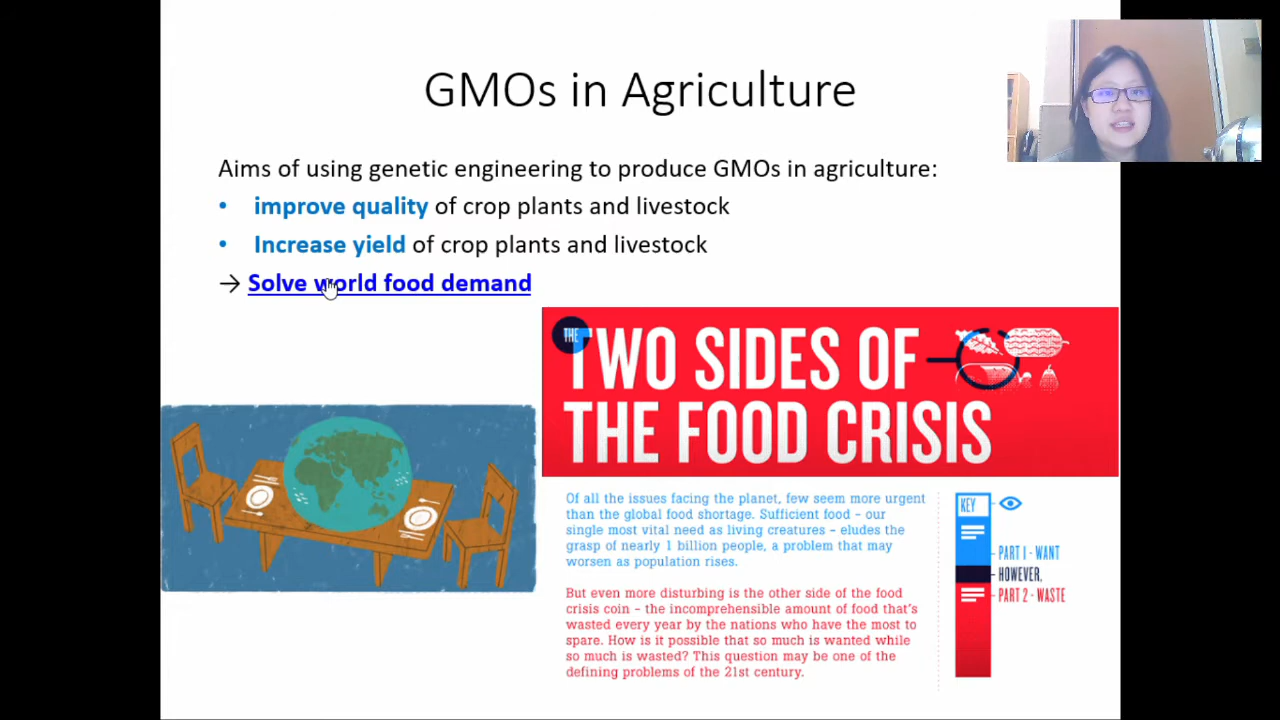 GMOs in Agriculture
Aims of using genetic engineering to produce GMOs in agriculture:
• improve quality of crop plants and livestock
• Increase yield of crop plants and livestock
→ Solve world food demand
THE
TWO SIDES OF
THE FOOD CRISIS
Of all the issues facing the planet, few seem more urgent
than the global food shortage. Sufficient food - our
single most vital need as living creatures - eludes the
grasp of nearly 1 billion people, a problem that may
worsen as population rises.
But even more disturbing is the other side of the food
crisis coin - the incomprehensible amount of food that's
wasted every year by the nations who have the most to
spare. How is it possible that so much is wanted while
so much is wasted? This question may be one of the
defining problems of the 21st century.
KEY
PART 1 - WANT
HOWEVER,
PART 2 - WASTE